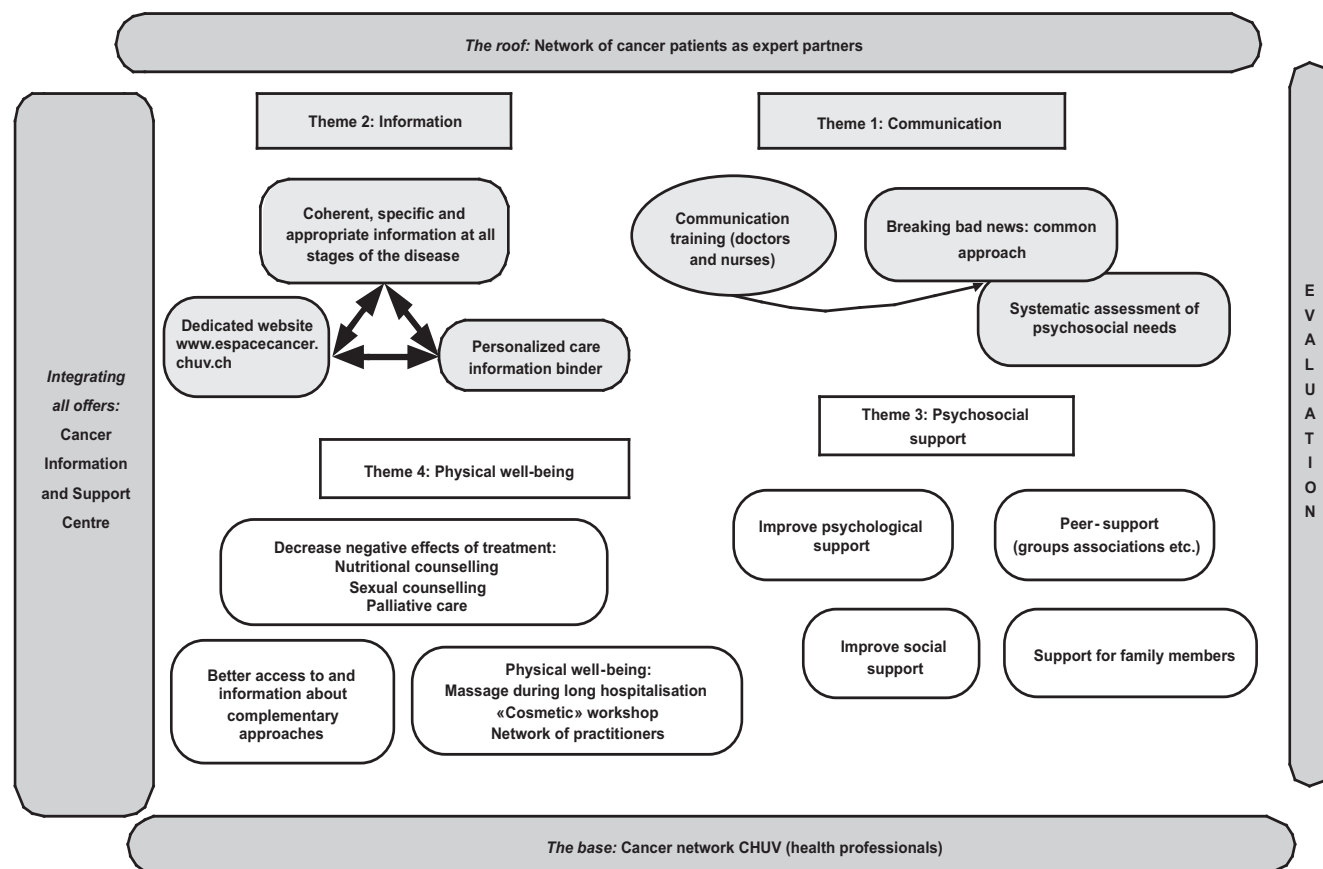 The roof: Network of cancer patients as expert partners
Theme 2: Information
Theme 1: Communication
Coherent, specific and
appropriate information at all
stages of the disease
Dedicated website
www.espacecancer.
chuv.ch
Personalized care
information binder
Communication
training (doctors
and nurses)
Breaking bad news: common
approach
Systematic assessment of
psychosocial needs
Integrating
all offers:
Cancer
Information
and Support
Centre
E
V
A
L
U
A
T
I
O
N
Theme 3: Psychosocial
support
Theme 4: Physical well-being
Improve psychological
support
Peer-support
(groups associations etc.)
Decrease negative effects of treatment:
Nutritional counselling
Sexual counselling
Palliative care
Improve social
support
Support for family members
Better access to and
information about
complementary
approaches
Physical well-being:
Massage during long hospitalisation
«Cosmetic» workshop
Network of practitioners
The base: Cancer network CHUV (health professionals)